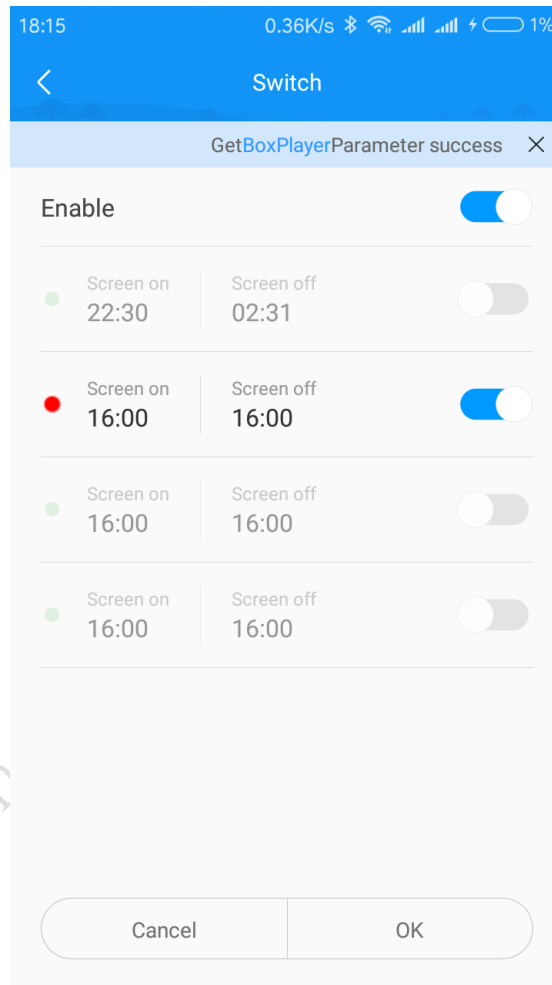 18:15 0.36K/s 1%
Switch
GetBoxPlayerParameter success
Enable
Screen on Screen off
22:30 02:31
Screen on Screen off
16:00 16:00
Screen on Screen off
16:00 16:00
Screen on Screen off
16:00 16:00
Cancel OK